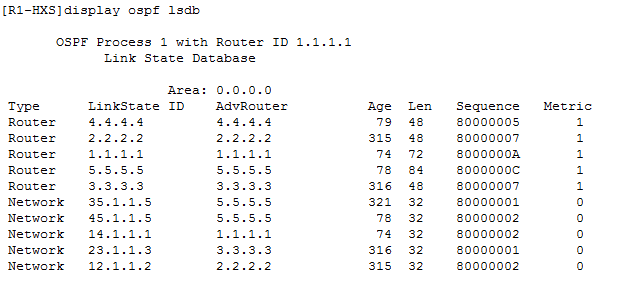 [R1-HXS]display ospf lsdb
OSPF Process 1 with Router ID 1.1.1.1
Link State Database
Area: 0.0.0.0
Type LinkState ID AdvRouter Age Len Sequence Metric
Router 4.4.4.4 4.4.4.4 79 48 80000005 1
Router 2.2.2.2 2.2.2.2 315 48 80000007 1
Router 1.1.1.1 1.1.1.1 74 72 8000000A 1
Router 5.5.5.5 5.5.5.5 78 84 8000000C 1
Router 3.3.3.3 3.3.3.3 316 48 80000007 1
Network 35.1.1.5 5.5.5.5 321 32 80000001 0
Network 45.1.1.5 5.5.5.5 78 32 80000002 0
Network 14.1.1.1 1.1.1.1 74 32 80000002 0
Network 23.1.1.3 3.3.3.3 316 32 80000001 0
Network 12.1.1.2 2.2.2.2 315 32 80000002 0